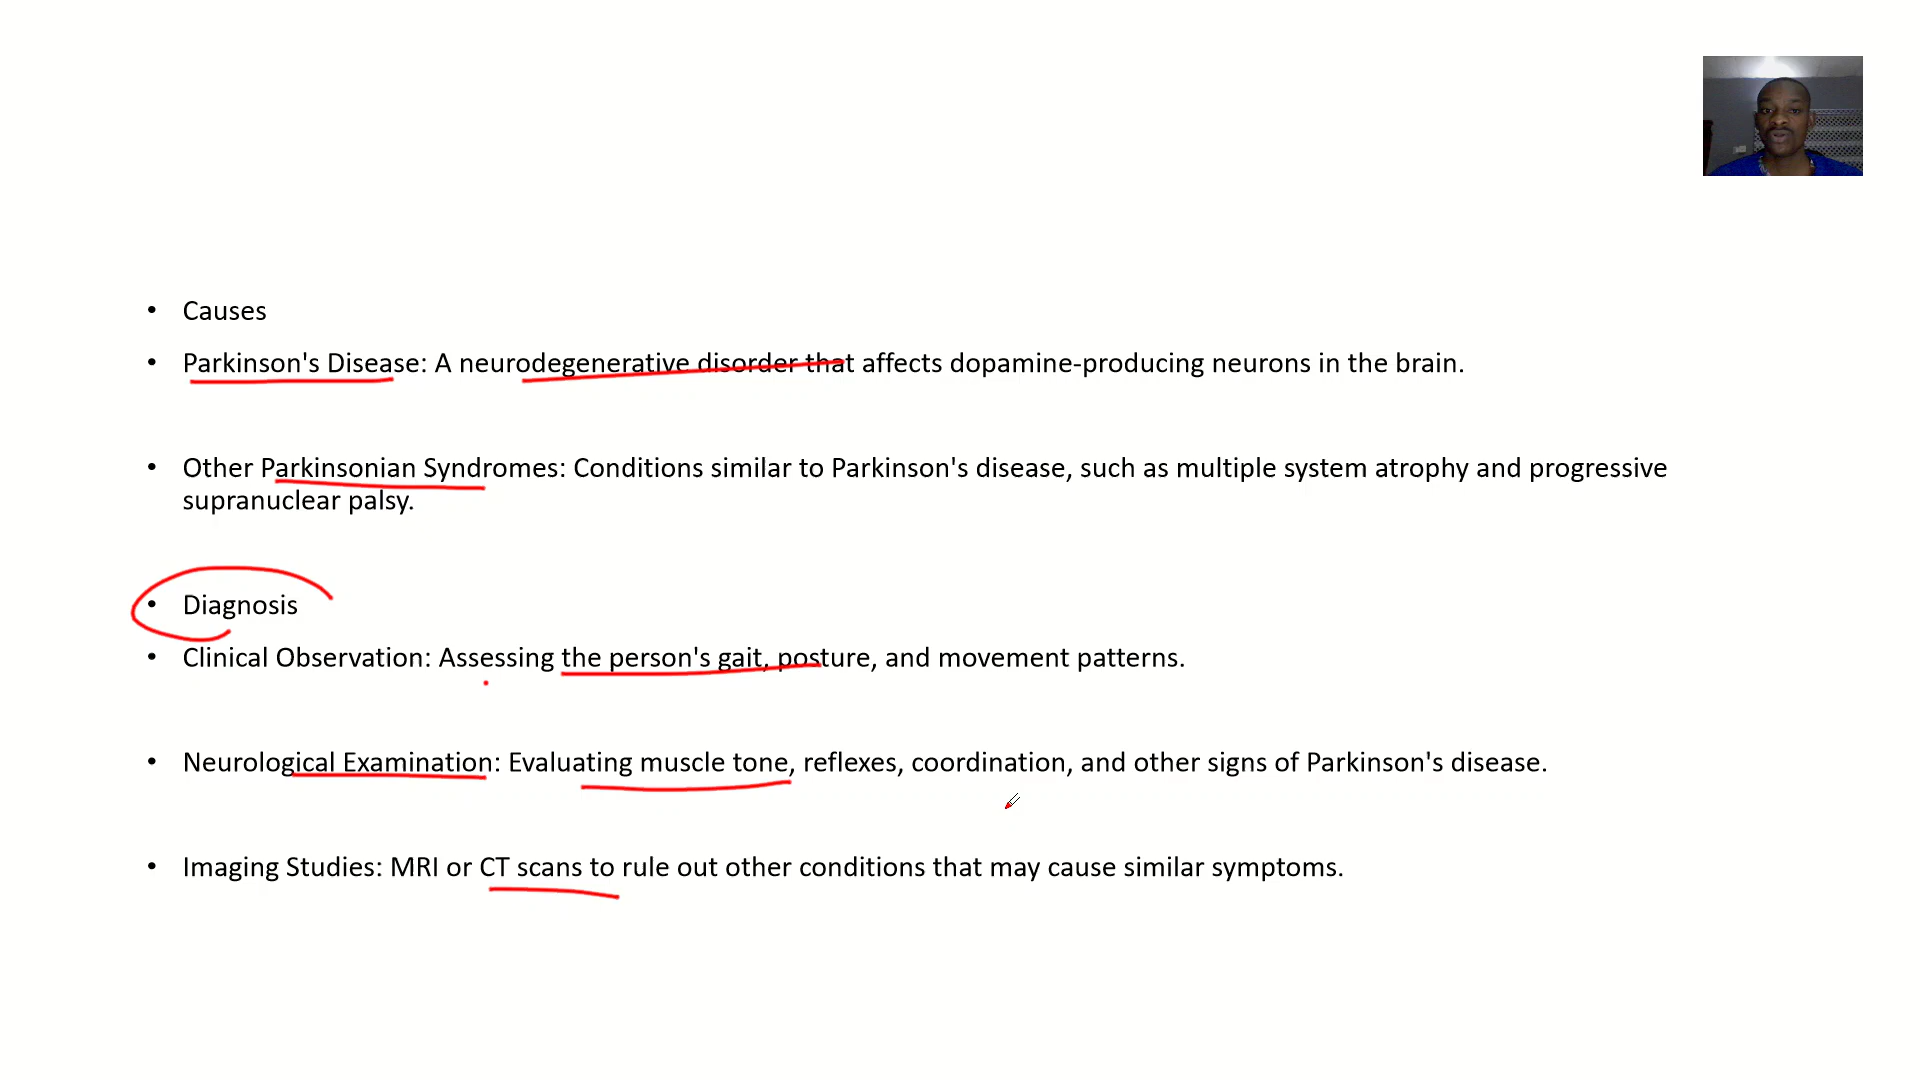 • Causes
• Parkinson's Disease: A neurodegenerative disorder that affects dopamine-producing neurons in the brain.
• Other Parkinsonian Syndromes: Conditions similar to Parkinson's disease, such as multiple system atrophy and progressive
supranuclear palsy.
• Diagnosis
• Clinical Observation: Assessing the person's gait, posture, and movement patterns.
• Neurological Examination: Evaluating muscle tone, reflexes, coordination, and other signs of Parkinson's disease.
• Imaging Studies: MRI or CT scans to rule out other conditions that may cause similar symptoms.